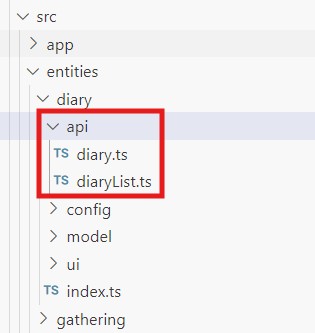 src
app
entities
diary
api
TS diary.ts
TS diaryList.ts
config
model
ui
TS index.ts
gathering